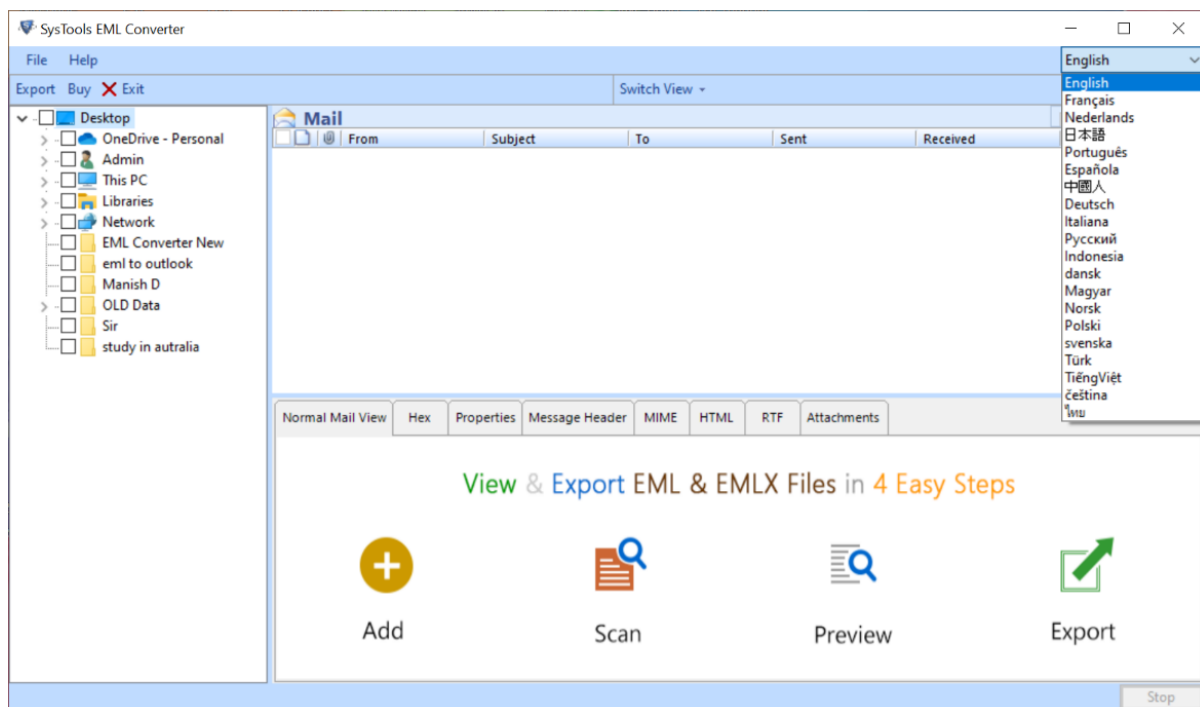 SysTools EML Converter
File Help
English
Export Buy Exit
Switch View
English
Français
Nederlands
日本語
Português
Española
中國人
Deutsch
Italiana
Русский
Indonesia
dansk
Magyar
Norsk
Polski
svenska
Türk
TiếngViệt
čeština
ไทย
Desktop
OneDrive - Personal
Admin
This PC
Libraries
Network
EML Converter New
eml to outlook
Manish D
OLD Data
Sir
study in autralia
Mail
From Subject To Sent Received
Normal Mail View Hex Properties Message Header MIME HTML RTF Attachments
View & Export EML & EMLX Files in 4 Easy Steps
Add Scan Preview Export
Stop